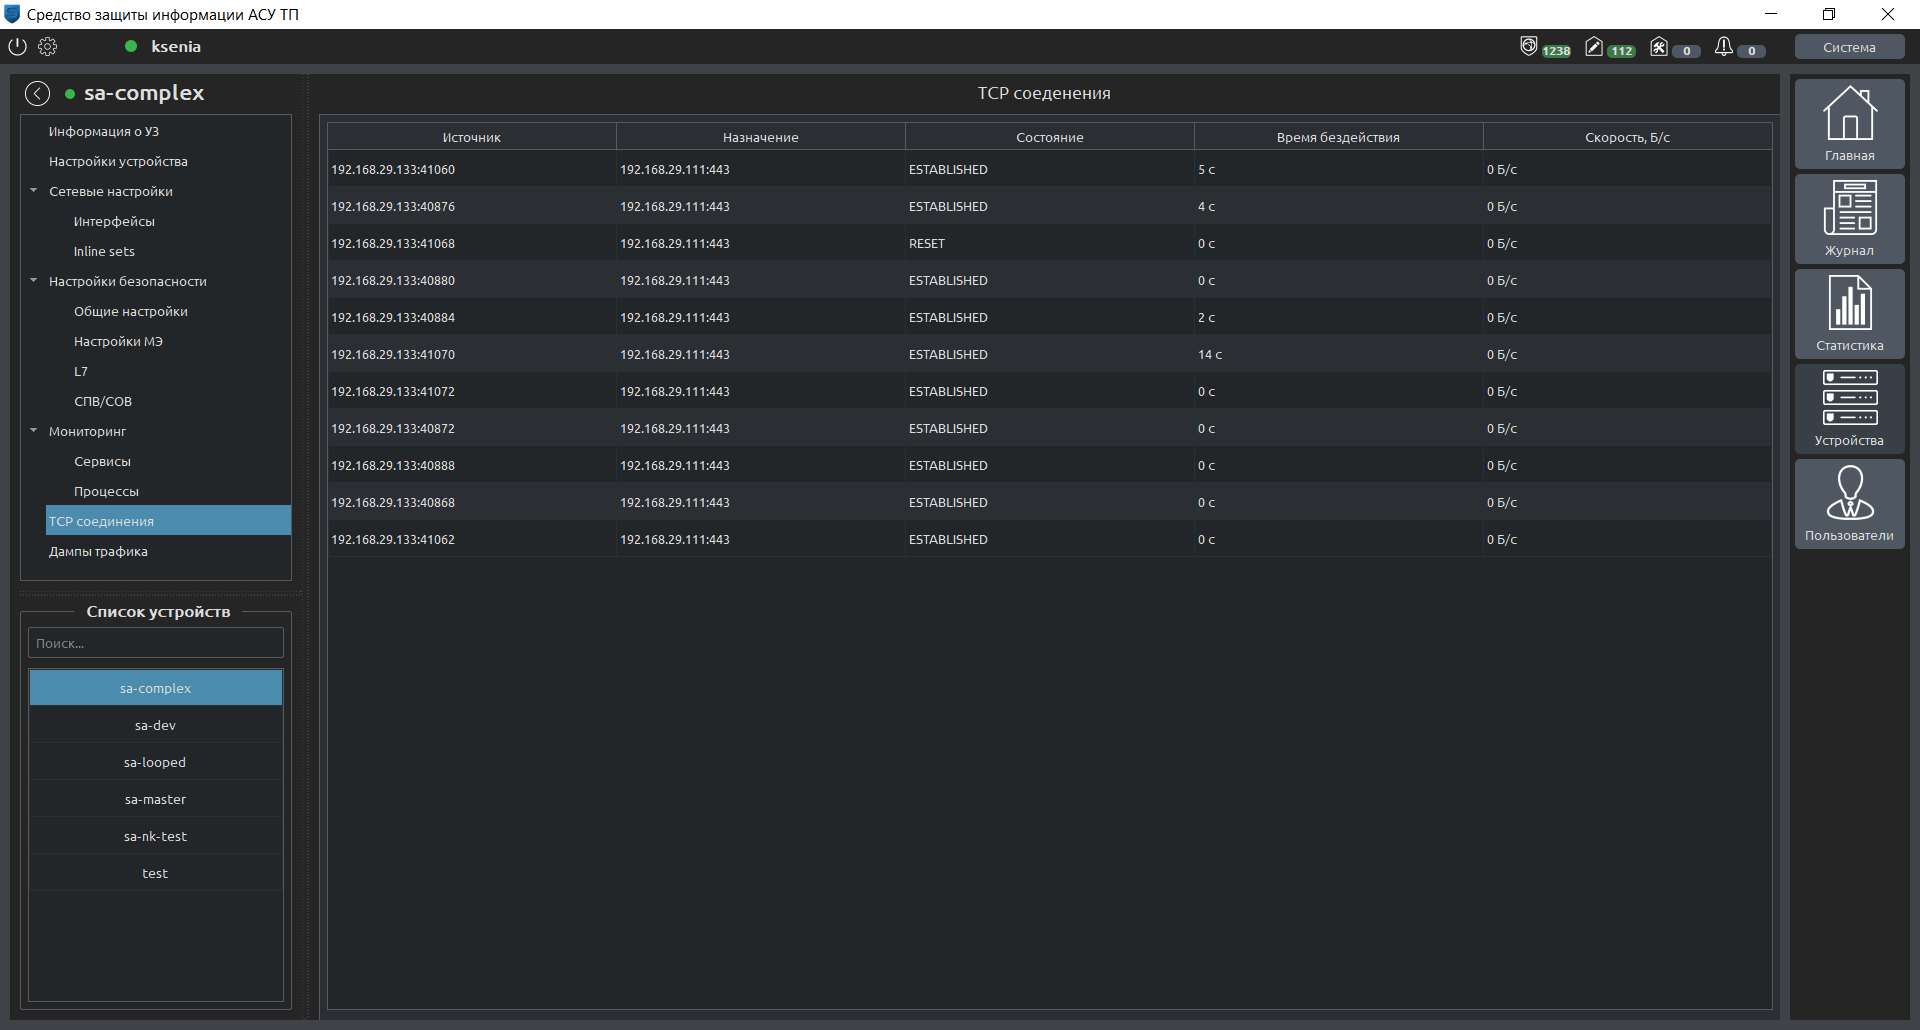 Средство защиты информации АСУ ТП
ksenia
1238
112
0
0
Система
sa-complex
Информация о УЗ
Настройки устройства
Сетевые настройки
Интерфейсы
Inline sets
Настройки безопасности
Общие настройки
Настройки МЭ
L7
СПВ/СОВ
Мониторинг
Сервисы
Процессы
TCP соединения
Дампы трафика
Список устройств
Поиск...
sa-complex
sa-dev
sa-looped
sa-master
sa-nk-test
test
TCP соеденения
Источник Назначение Состояние Время бездействия Скорость, Б/с
192.168.29.133:41060 192.168.29.111:443 ESTABLISHED 5 с 0 Б/с
192.168.29.133:40876 192.168.29.111:443 ESTABLISHED 4 с 0 Б/с
192.168.29.133:41068 192.168.29.111:443 RESET 0 с 0 Б/с
192.168.29.133:40880 192.168.29.111:443 ESTABLISHED 0 с 0 Б/с
192.168.29.133:40884 192.168.29.111:443 ESTABLISHED 2 с 0 Б/с
192.168.29.133:41070 192.168.29.111:443 ESTABLISHED 14 с 0 Б/с
192.168.29.133:41072 192.168.29.111:443 ESTABLISHED 0 с 0 Б/с
192.168.29.133:40872 192.168.29.111:443 ESTABLISHED 0 с 0 Б/с
192.168.29.133:40888 192.168.29.111:443 ESTABLISHED 0 с 0 Б/с
192.168.29.133:40868 192.168.29.111:443 ESTABLISHED 0 с 0 Б/с
192.168.29.133:41062 192.168.29.111:443 ESTABLISHED 0 с 0 Б/с
Главная
Журнал
Статистика
Устройства
Пользователи